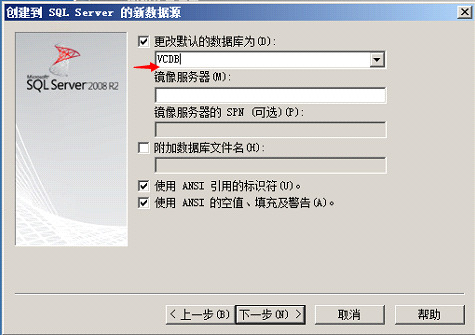 创建到 SQL Server 的新数据源
Microsoft
SQL Server 2008 R2
更改默认的数据库为(D):
VCDB
镜像服务器(M):
镜像服务器的 SPN (可选)(P):
附加数据库文件名(H):
使用 ANSI 引用的标识符(U)。
使用 ANSI 的空值、填充及警告(A)。
< 上一步(B)
下一步(N) >
取消
帮助